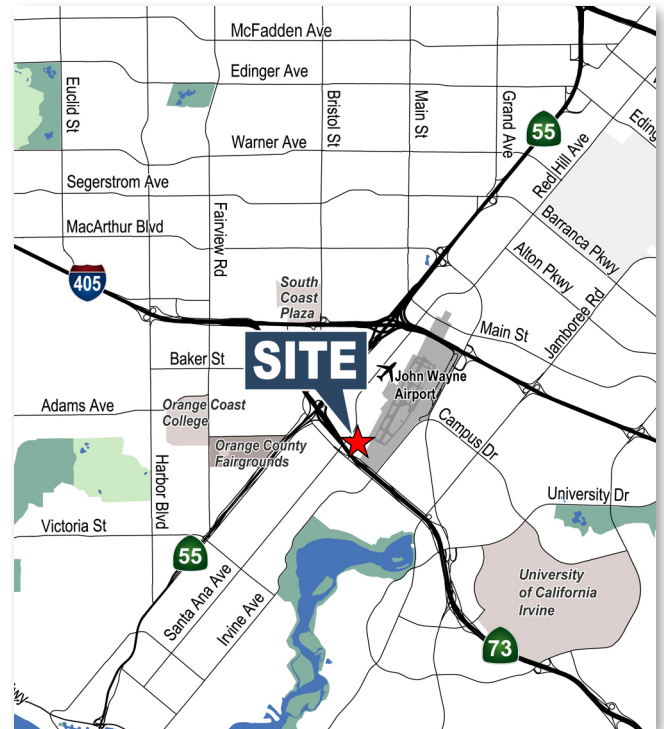 McFadden Ave
Edinger Ave
Euclid St
Bristol St
Main St
Grand Ave
55
Warner Ave
Red Hill Ave
Segerstrom Ave
MacArthur Blvd
Fairview Rd
Barranca Pkwy
Alton Pkwy
Jamboree Rd
405
South
Coast
Plaza
Main St
Baker St
SITE
John Wayne
Airport
Adams Ave
Orange Coast
College
Orange County
Fairgrounds
Campus Dr
Harbor Blvd
University Dr
Victoria St
55
Santa Ana Ave
Irvine Ave
University
of California
Irvine
73